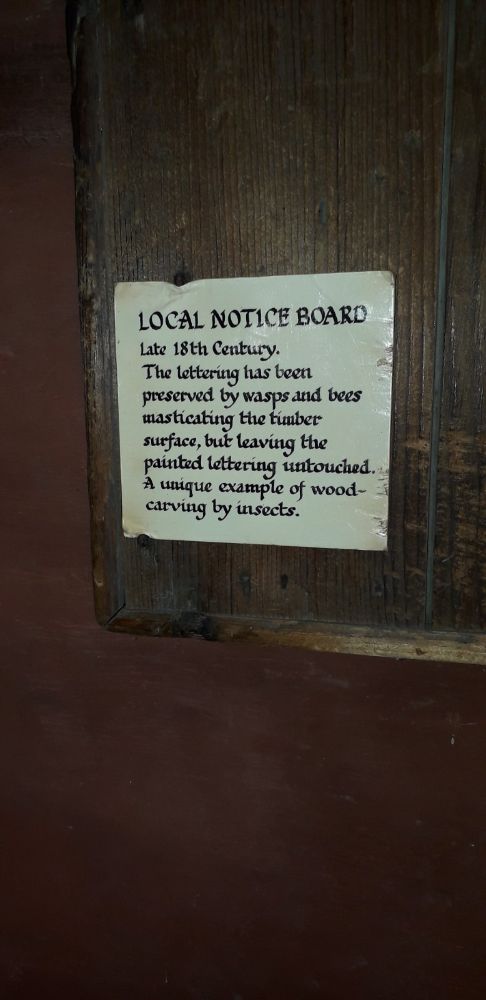 LOCAL NOTICE BOARD
Late 18th Century.
The lettering has been
preserved by wasps and bees
masticating the timber
surface, but leaving the
painted lettering untouched.
A unique example of wood-
carving by insects.